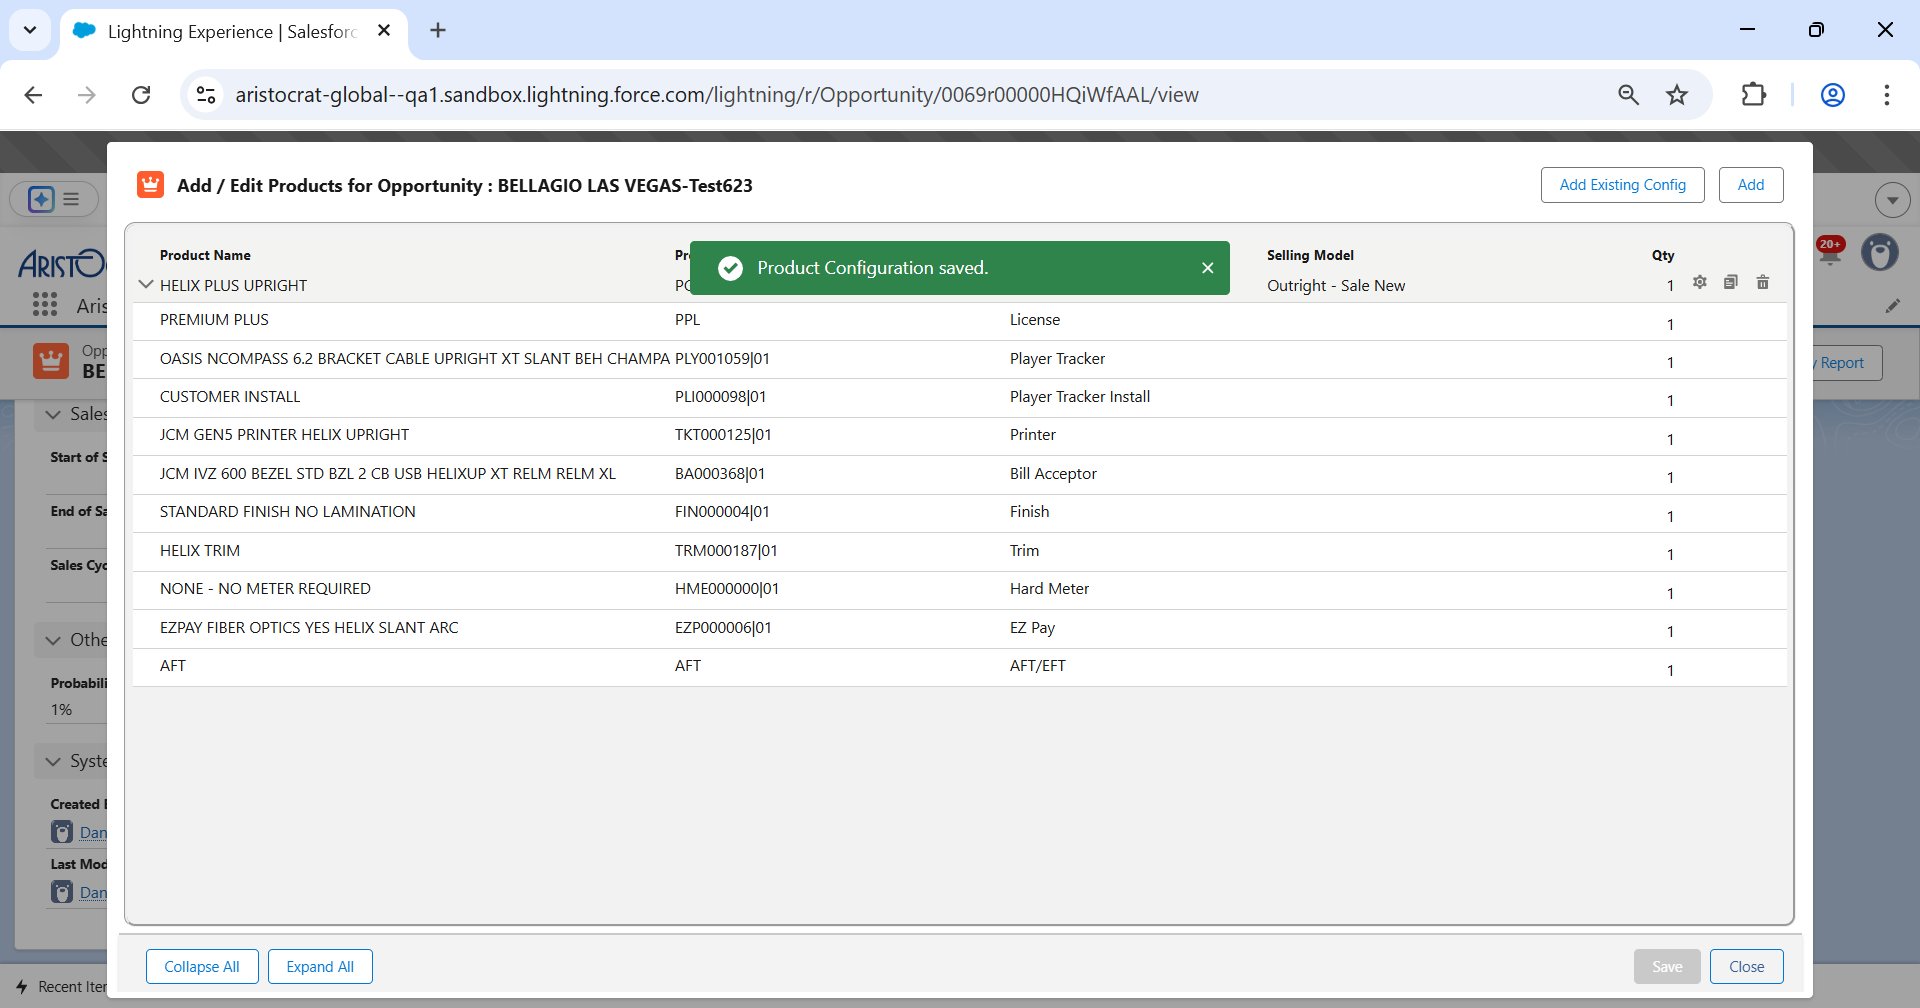 Lightning Experience | Salesforc
aristocrat-global--qa1.sandbox.lightning.force.com/lightning/r/Opportunity/0069r00000HQiWfAAL/view
Add / Edit Products for Opportunity : BELLAGIO LAS VEGAS-Test623
Add Existing Config
Add
Product Name
Pr
Selling Model
Qty
Product Configuration saved.
HELIX PLUS UPRIGHT
Outright - Sale New
1
PREMIUM PLUS PPL License 1
OASIS NCOMPASS 6.2 BRACKET CABLE UPRIGHT XT SLANT BEH CHAMPA PLY001059|01 Player Tracker 1
CUSTOMER INSTALL PLI000098|01 Player Tracker Install 1
JCM GEN5 PRINTER HELIX UPRIGHT TKT000125|01 Printer 1
JCM IVZ 600 BEZEL STD BZL 2 CB USB HELIXUP XT RELM RELM XL BA000368|01 Bill Acceptor 1
STANDARD FINISH NO LAMINATION FIN000004|01 Finish 1
HELIX TRIM TRM000187|01 Trim 1
NONE - NO METER REQUIRED HME000000|01 Hard Meter 1
EZPAY FIBER OPTICS YES HELIX SLANT ARC EZP000006|01 EZ Pay 1
AFT AFT AFT/EFT 1
Collapse All
Expand All
Save
Close
ARISTO
Aris
20+
Opp
BE
y Report
Sales
Start of S
End of Sa
Sales Cyc
Othe
Probabili
1%
Syste
Created
Dan
Last Mod
Dan
Recent Iter